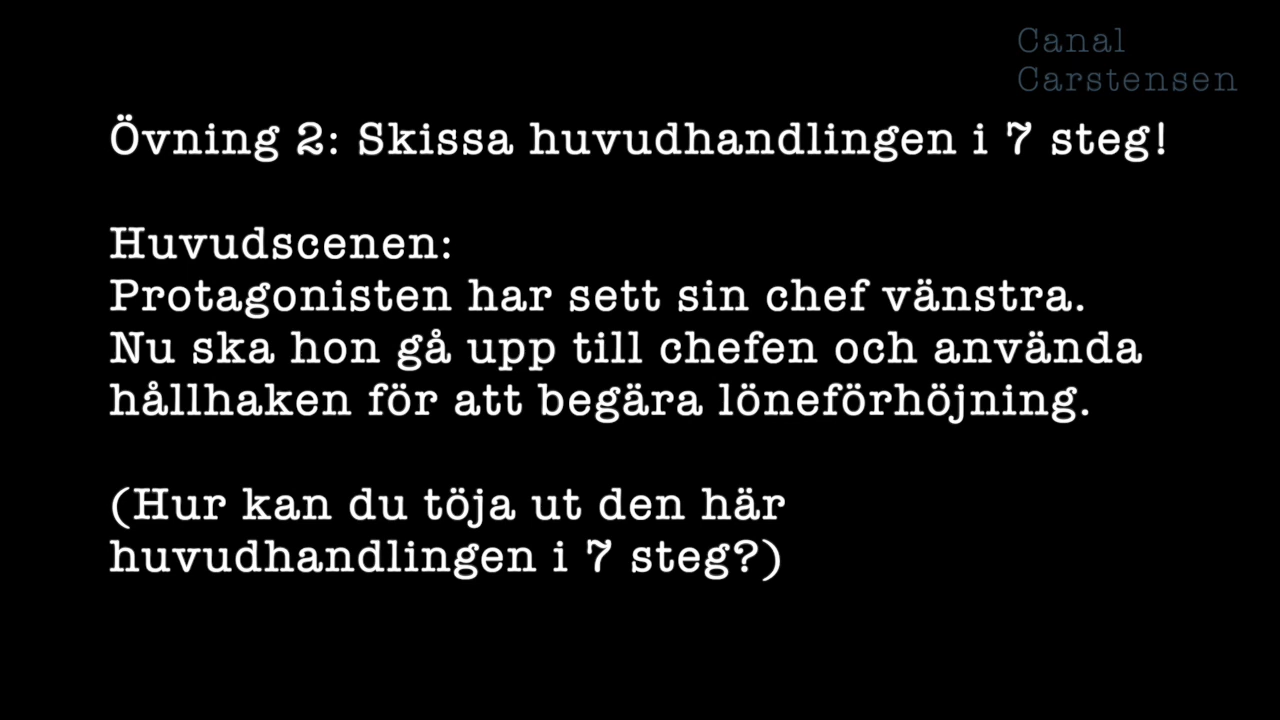 Canal
Carstensen
Övning 2: Skissa huvudhandlingen i 7 steg!
Huvudscenen:
Protagonisten har sett sin chef vänstra.
Nu ska hon gå upp till chefen och använda
hållhaken för att begära löneförhöjning.
(Hur kan du töja ut den här
huvudhandlingen i 7 steg?)